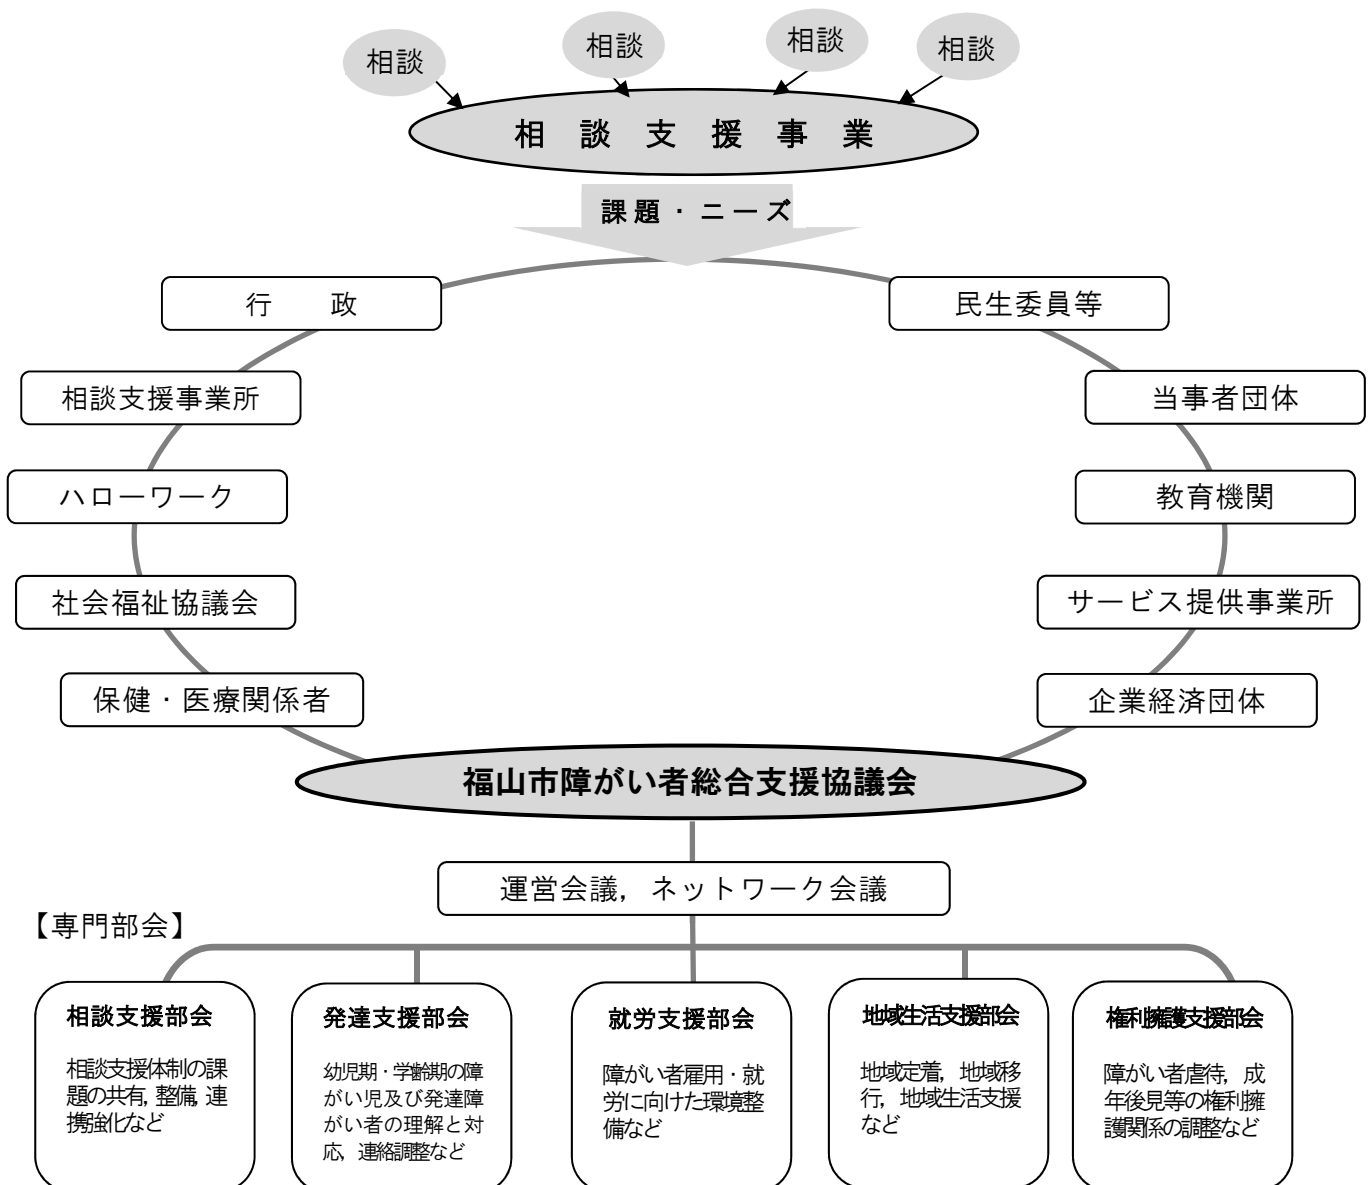 相談
相談
相談
相談
相談支援事業
課題・ニーズ
行　　政
民生委員等
相談支援事業所
当事者団体
ハローワーク
教育機関
社会福祉協議会
サービス提供事業所
保健・医療関係者
企業経済団体
福山市障がい者総合支援協議会
運営会議，ネットワーク会議
【専門部会】
相談支援部会
相談支援体制の課
題の共有，整備，連
携強化など
発達支援部会
幼児期・学齢期の障
がい児及び発達障
がい者の理解と対
応，連絡調整など
就労支援部会
障がい者雇用・就
労に向けた環境整
備など
地域生活支援部会
地域定着，地域移
行，地域生活支援
など
権利擁護支援部会
障がい者虐待，成
年後見等の権利擁
護関係の調整など